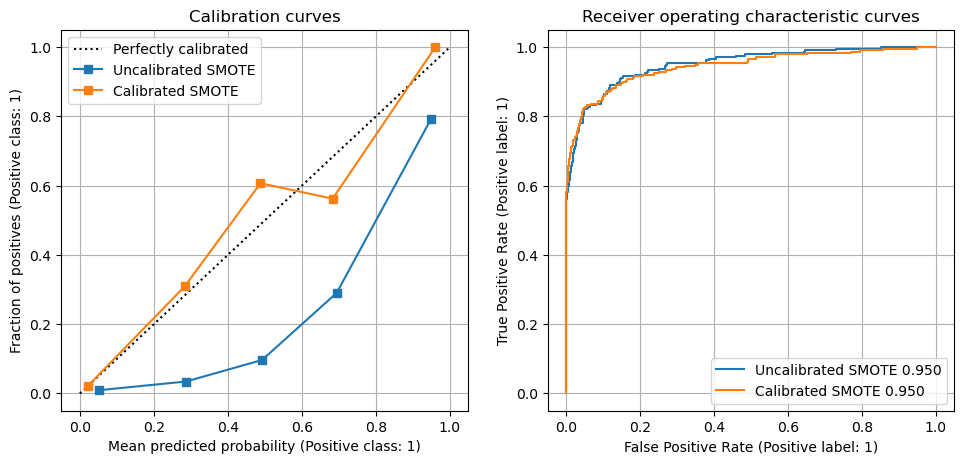 Calibration curves
Fraction of positives (Positive class: 1)
1.0
0.8
0.6
0.4
0.2
0.0
Perfectly calibrated
Uncalibrated SMOTE
Calibrated SMOTE
0.0 0.2 0.4 0.6 0.8 1.0
Mean predicted probability (Positive class: 1)
Receiver operating characteristic curves
True Positive Rate (Positive label: 1)
1.0
0.8
0.6
0.4
0.2
0.0
Uncalibrated SMOTE 0.950
Calibrated SMOTE 0.950
0.0 0.2 0.4 0.6 0.8 1.0
False Positive Rate (Positive label: 1)